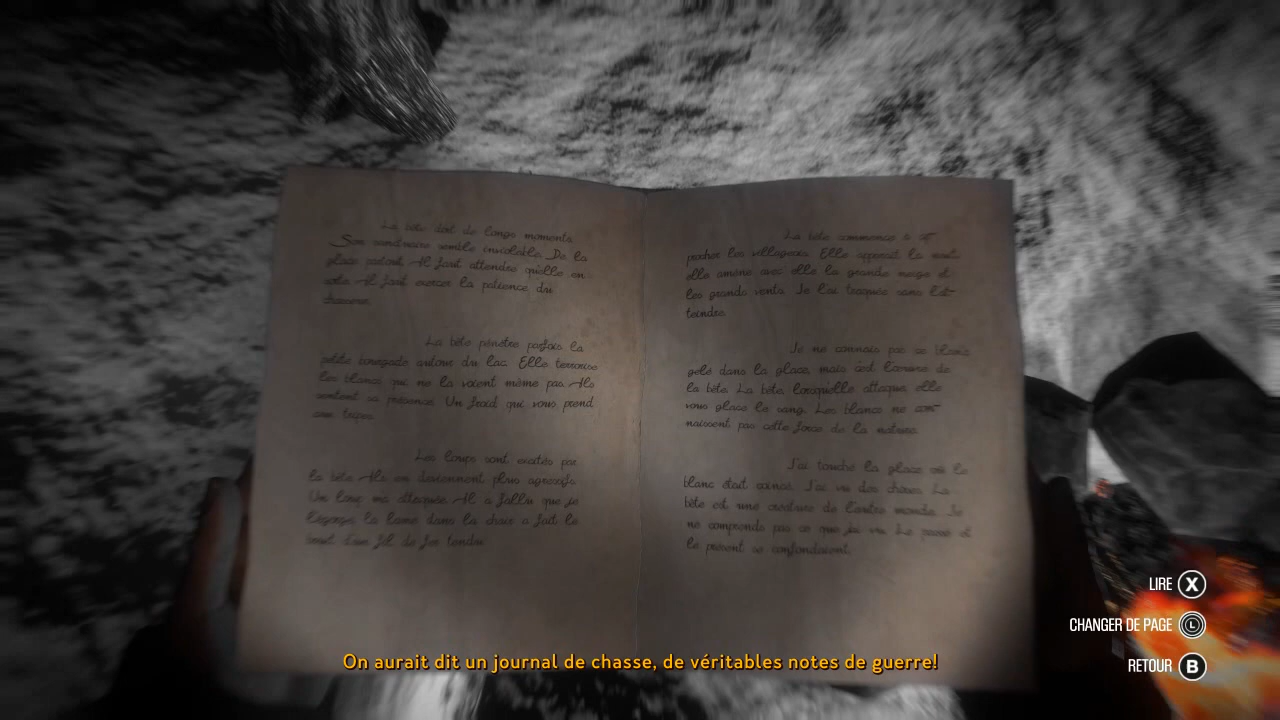 La bête doit de longs moments.
Son sanctuaire semble inviolable. De la
glace partout. Il faut attendre qu'elle en
sorte. Il faut exercer la patience du
chasseur.
La bête pénètre parfois la
petite bourgade autour du lac. Elle terrorise
les blancs qui ne la voient même pas. Ils
sentent sa présence. Un froid qui vous prend
aux tripes.
Les loups sont excités par
la bête. Ils en deviennent plus agressifs.
Un loup m'a attaquée. Il a fallu que je
l'égorge. La lame dans la chair a fait le
bruit d'un fil de fer tendu.
La bête commence à ap-
procher les villageois. Elle apparait la nuit,
elle amène avec elle la grande neige et
les grands vents. Je l'ai traquée sans l'at-
teindre.
Je ne connais pas ce blanc
gelé dans la glace, mais c'est l'œuvre de
la bête. La bête, lorsqu'elle attaque, elle
vous glace le sang. Les blancs ne con-
naissent pas cette force de la nature.
J'ai touché la glace où le
blanc était coincé. J'ai vu des choses. La
bête est une créature de l'autre monde. Je
ne comprends pas ce que j'ai vu. Le passé et
le présent se confondaient.
LIRE X
CHANGER DE PAGE L
On aurait dit un journal de chasse, de véritables notes de guerre!
RETOUR B